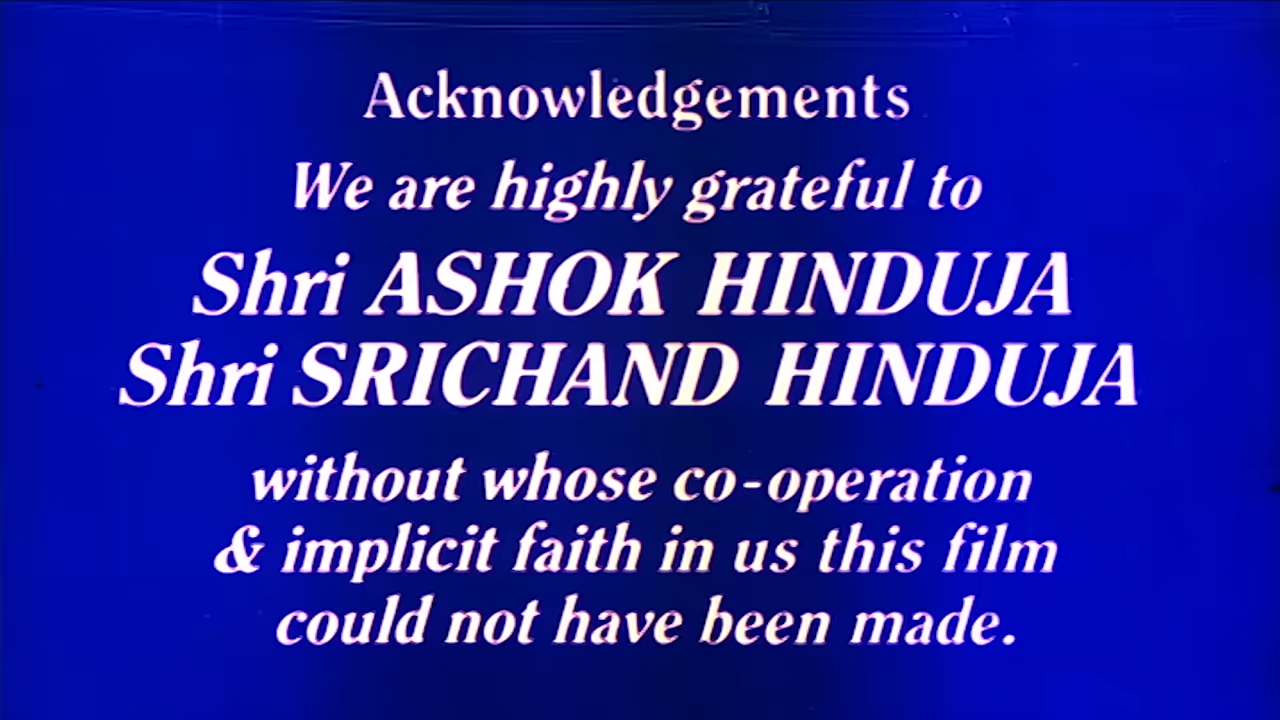 Acknowledgements
We are highly grateful to
Shri ASHOK HINDUJA
Shri SRICHAND HINDUJA
without whose co-operation
& implicit faith in us this film
could not have been made.